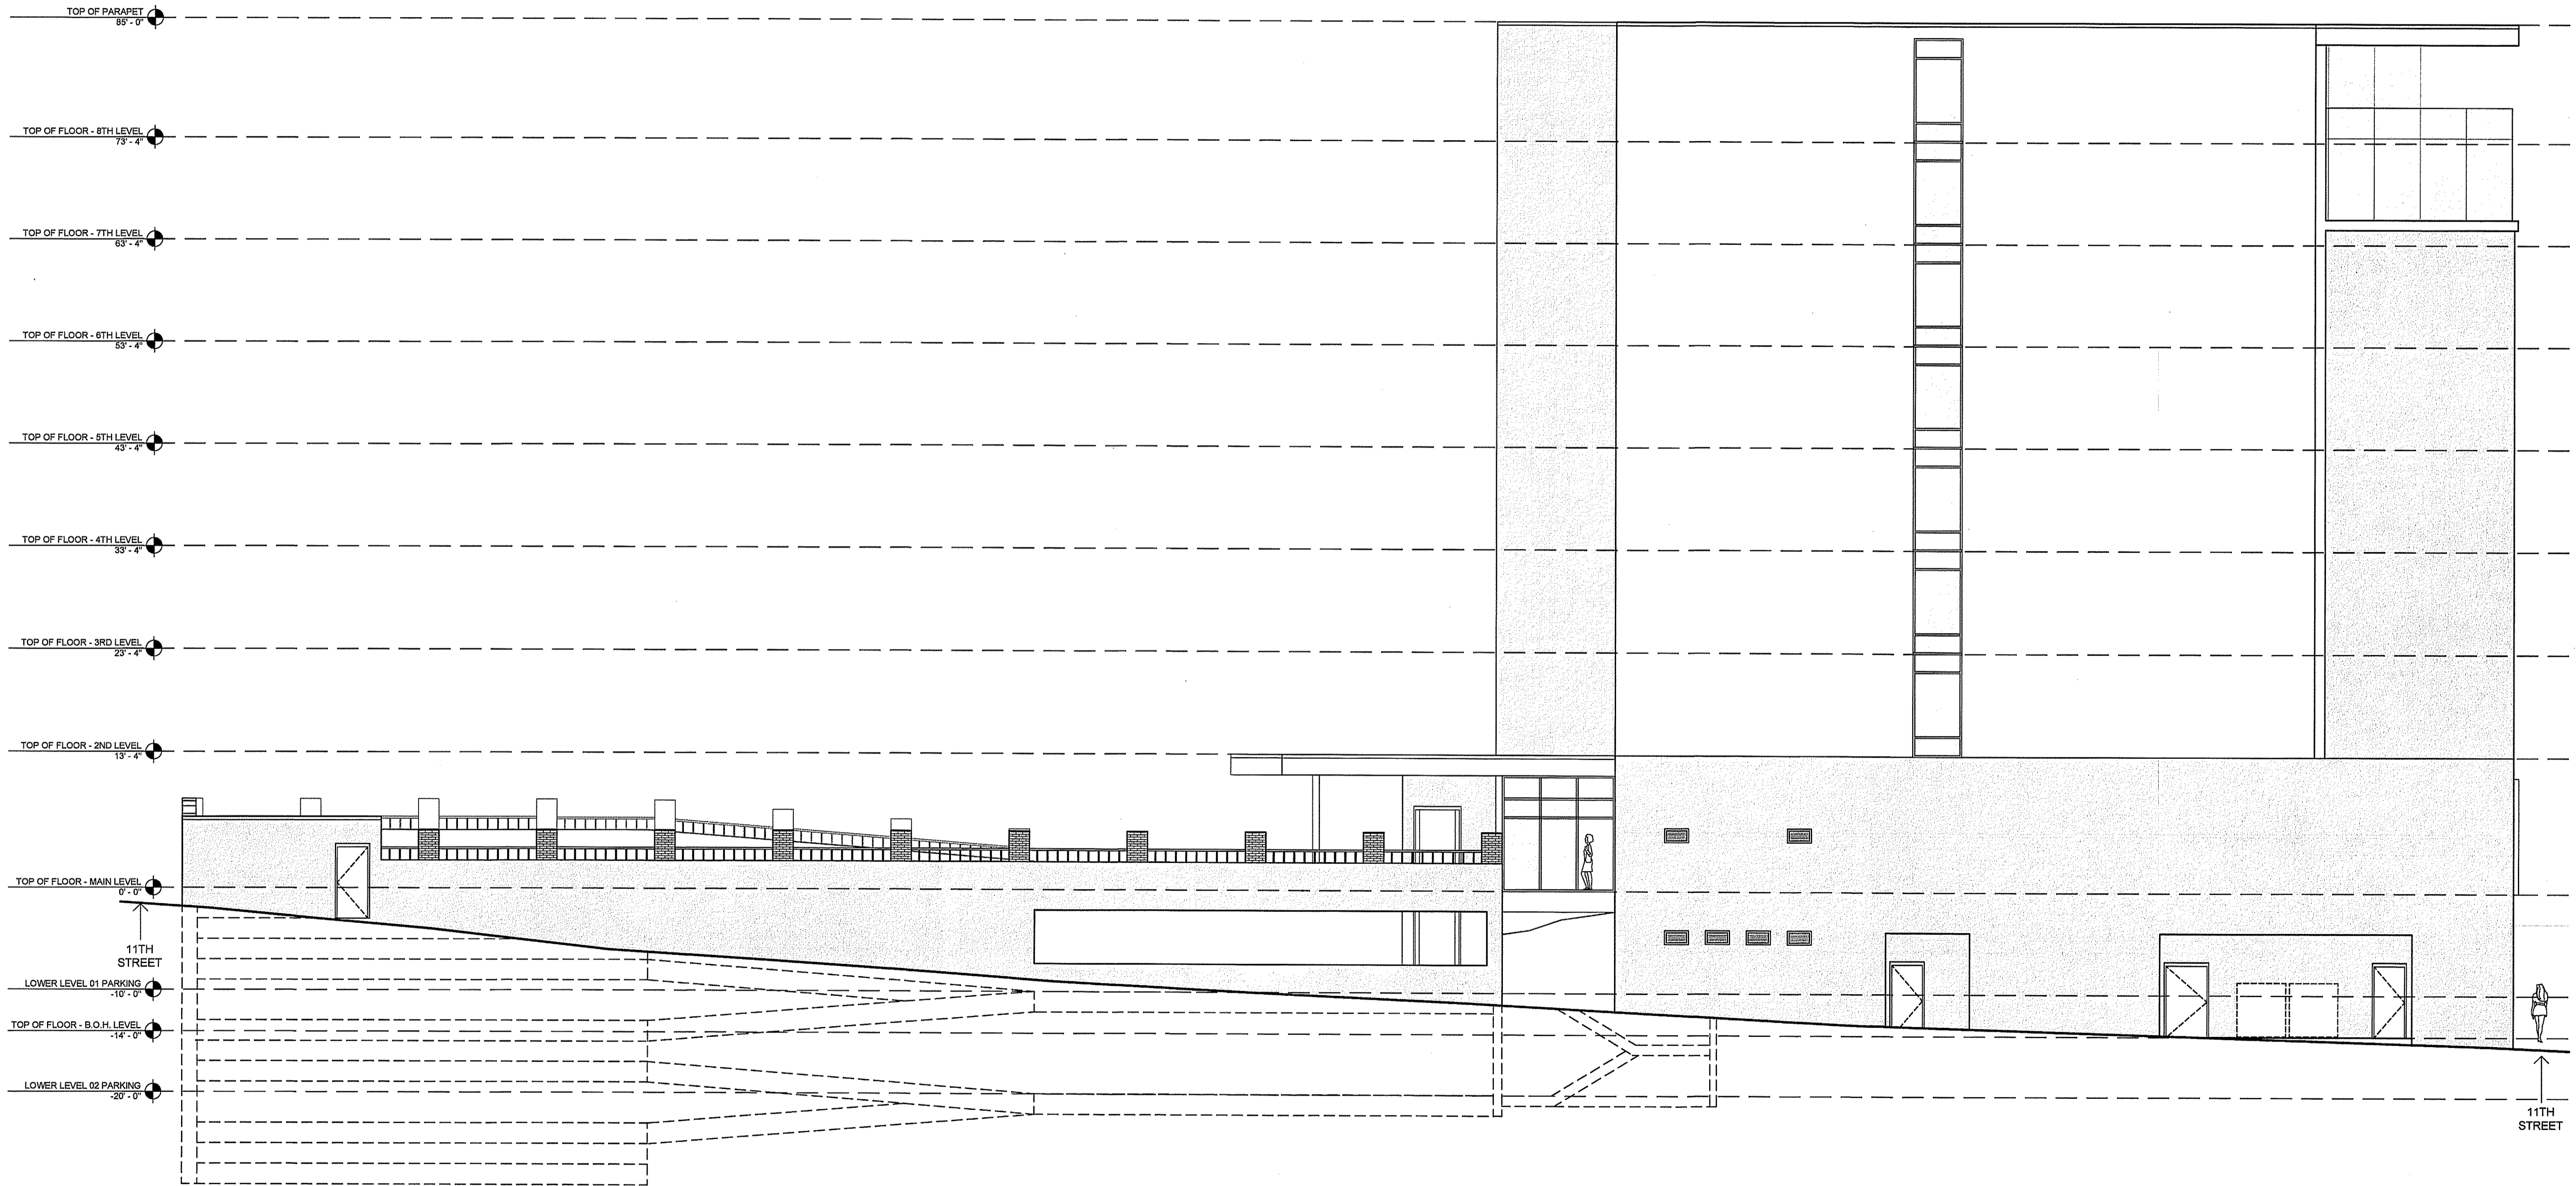 TOP OF PARAPET
85' - 0"
TOP OF FLOOR - 8TH LEVEL
73' - 4"
TOP OF FLOOR - 7TH LEVEL
63' - 4"
TOP OF FLOOR - 6TH LEVEL
53' - 4"
TOP OF FLOOR - 5TH LEVEL
43' - 4"
TOP OF FLOOR - 4TH LEVEL
33' - 4"
TOP OF FLOOR - 3RD LEVEL
23' - 4"
TOP OF FLOOR - 2ND LEVEL
13' - 4"
TOP OF FLOOR - MAIN LEVEL
0' - 0"
11TH
STREET
LOWER LEVEL 01 PARKING
-10' - 0"
TOP OF FLOOR - B.O.H. LEVEL
-14' - 0"
LOWER LEVEL 02 PARKING
-20' - 0"
11TH
STREET